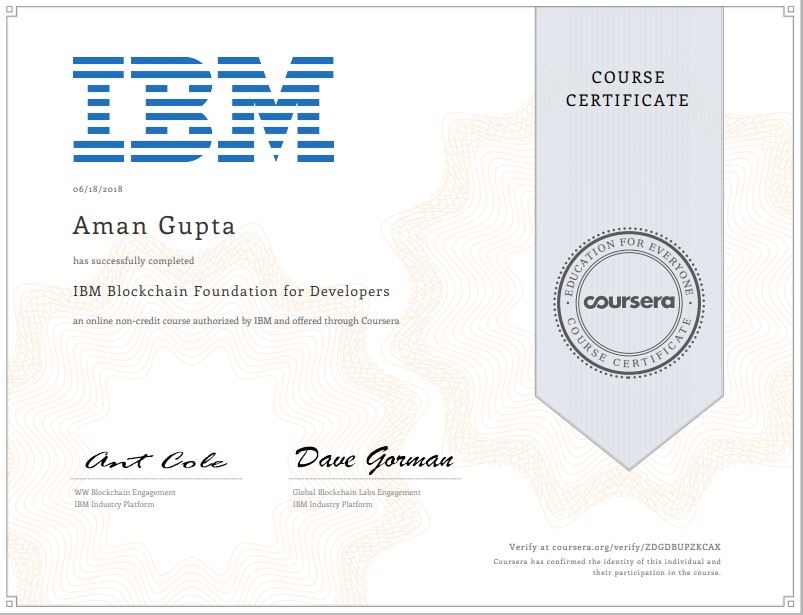 IBM
06/18/2018
Aman Gupta
has successfully completed
IBM Blockchain Foundation for Developers
an online non-credit course authorized by IBM and offered through Coursera
COURSE
CERTIFICATE
EDUCATION FOR EVERYONE
coursera
COURSE CERTIFICATE
Ant Cole
WW Blockchain Engagement
IBM Industry Platform
Dave Gorman
Global Blockchain Labs Engagement
IBM Industry Platform
Verify at coursera.org/verify/ZDGDBUPZKCAX
Coursera has confirmed the identity of this individual and
their participation in the course.